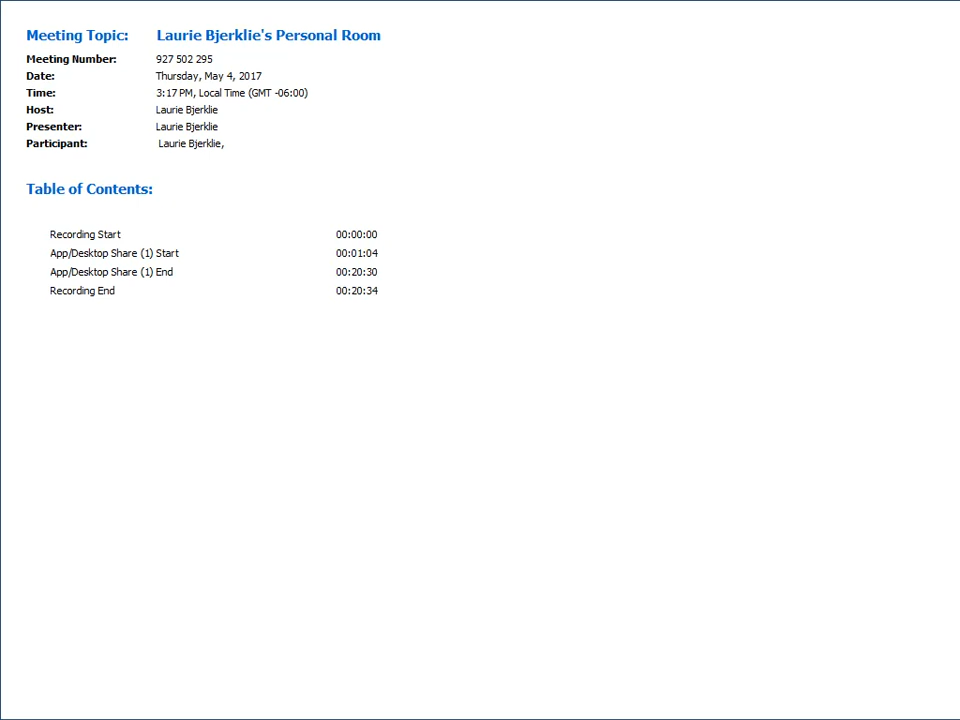 Meeting Topic: Laurie Bjerklie's Personal Room
Meeting Number: 927 502 295
Date: Thursday, May 4, 2017
Time: 3:17 PM, Local Time (GMT -06:00)
Host: Laurie Bjerklie
Presenter: Laurie Bjerklie
Participant: Laurie Bjerklie,
Table of Contents:
Recording Start 00:00:00
App/Desktop Share (1) Start 00:01:04
App/Desktop Share (1) End 00:20:30
Recording End 00:20:34